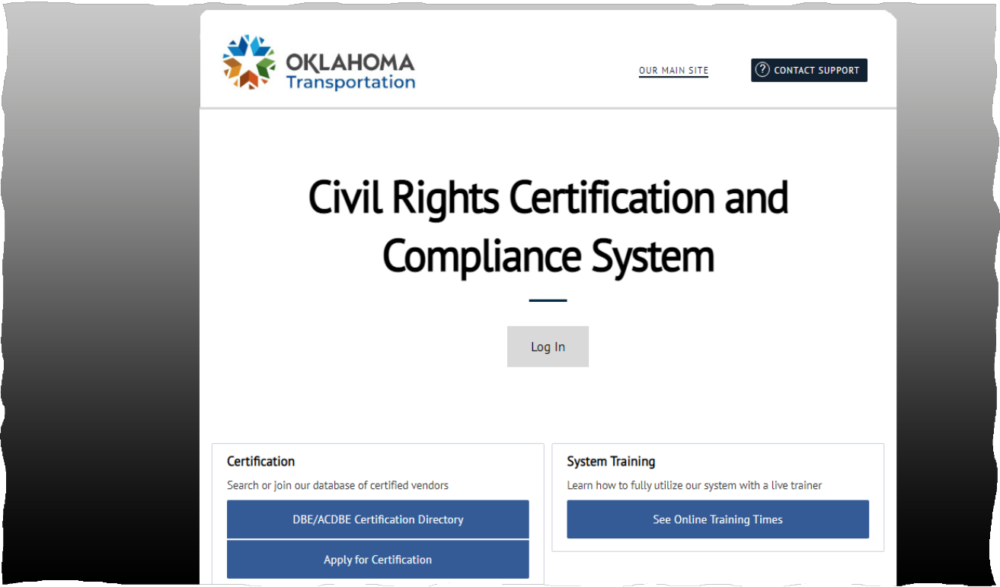 OKLAHOMA
Transportation
OUR MAIN SITE
? CONTACT SUPPORT
Civil Rights Certification and
Compliance System
Log In
Certification
Search or join our database of certified vendors
DBE/ACDBE Certification Directory
Apply for Certification
System Training
Learn how to fully utilize our system with a live trainer
See Online Training Times